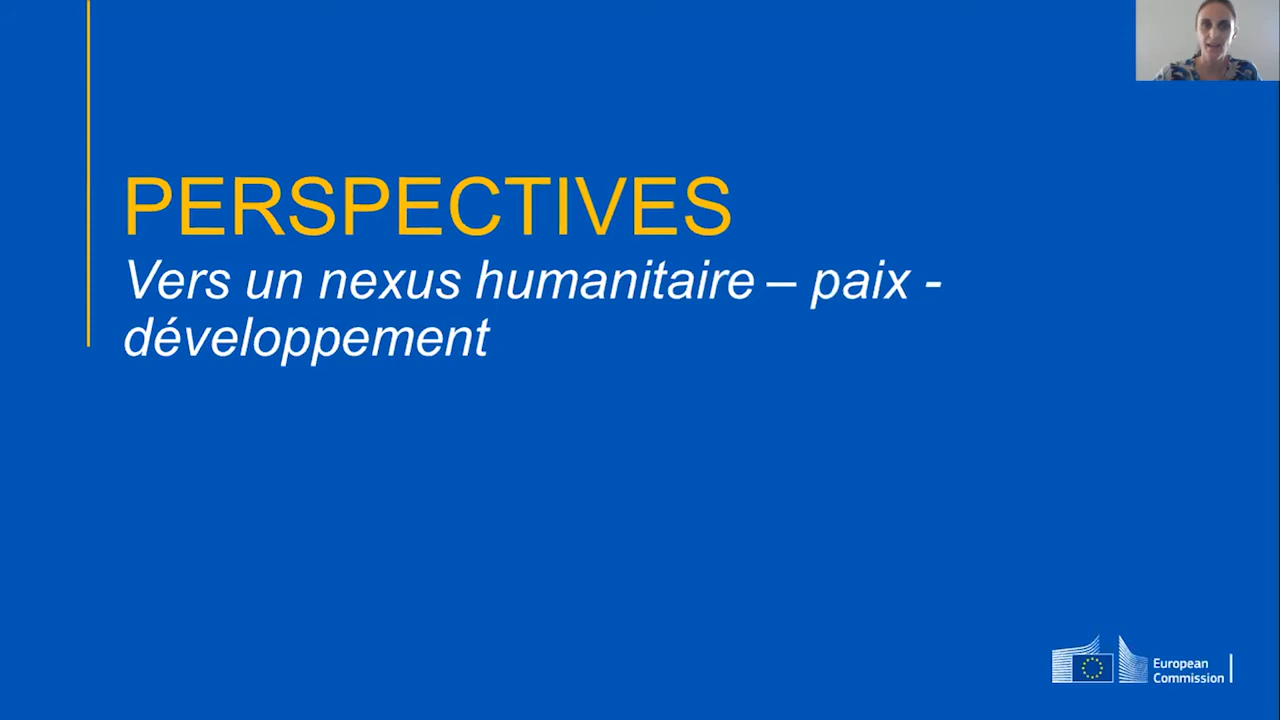 PERSPECTIVES
Vers un nexus humanitaire – paix -
développement
European
Commission